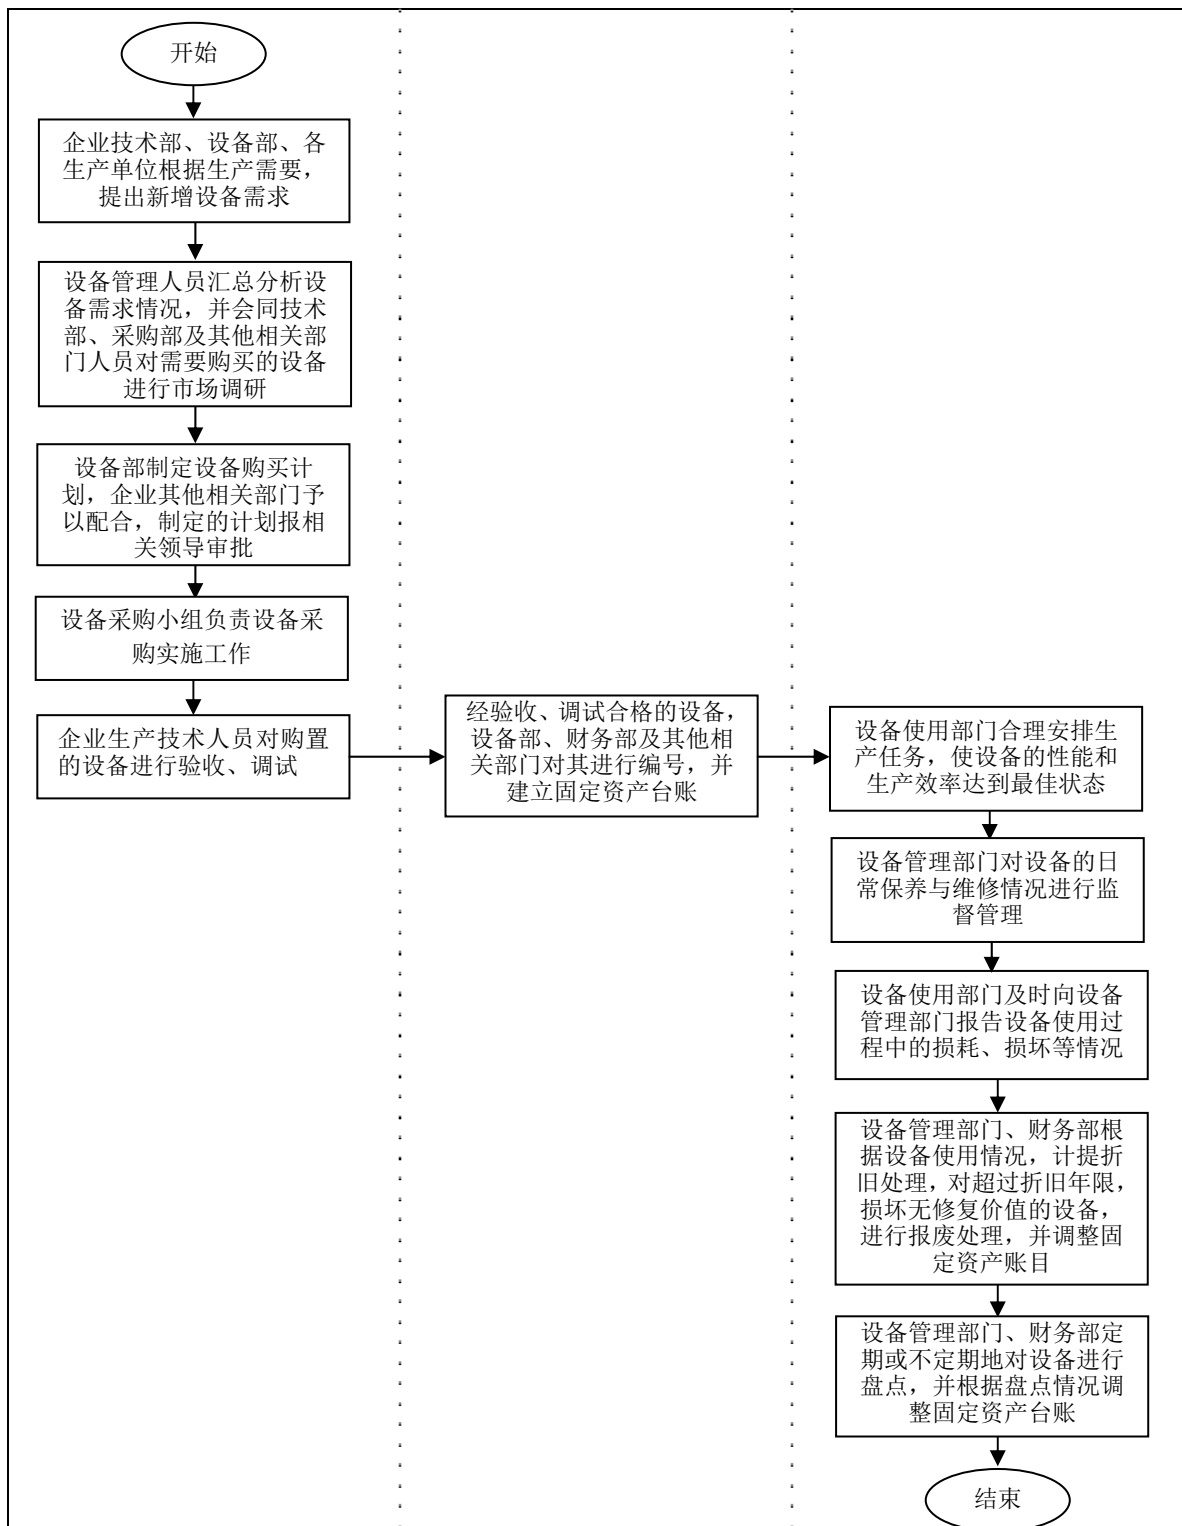 开始
企业技术部、设备部、各
生产单位根据生产需要，
提出新增设备需求
设备管理人员汇总分析设
备需求情况，并会同技术
部、采购部及其他相关部
门人员对需要购买的设备
进行市场调研
设备部制定设备购买计
划，企业其他相关部门予
以配合，制定的计划报相
关领导审批
设备采购小组负责设备采
购实施工作
企业生产技术人员对购置
的设备进行验收、调试
经验收、调试合格的设备，
设备部、财务部及其他相
关部门对其进行编号，并
建立固定资产台账
设备使用部门合理安排生
产任务，使设备的性能和
生产效率达到最佳状态
设备管理部门对设备的日
常保养与维修情况进行监
督管理
设备使用部门及时向设备
管理部门报告设备使用过
程中的损耗、损坏等情况
设备管理部门、财务部根
据设备使用情况，计提折
旧处理，对超过折旧年限，
损坏无修复价值的设备，
进行报废处理，并调整固
定资产账目
设备管理部门、财务部定
期或不定期地对设备进行
盘点，并根据盘点情况调
整固定资产台账
结束